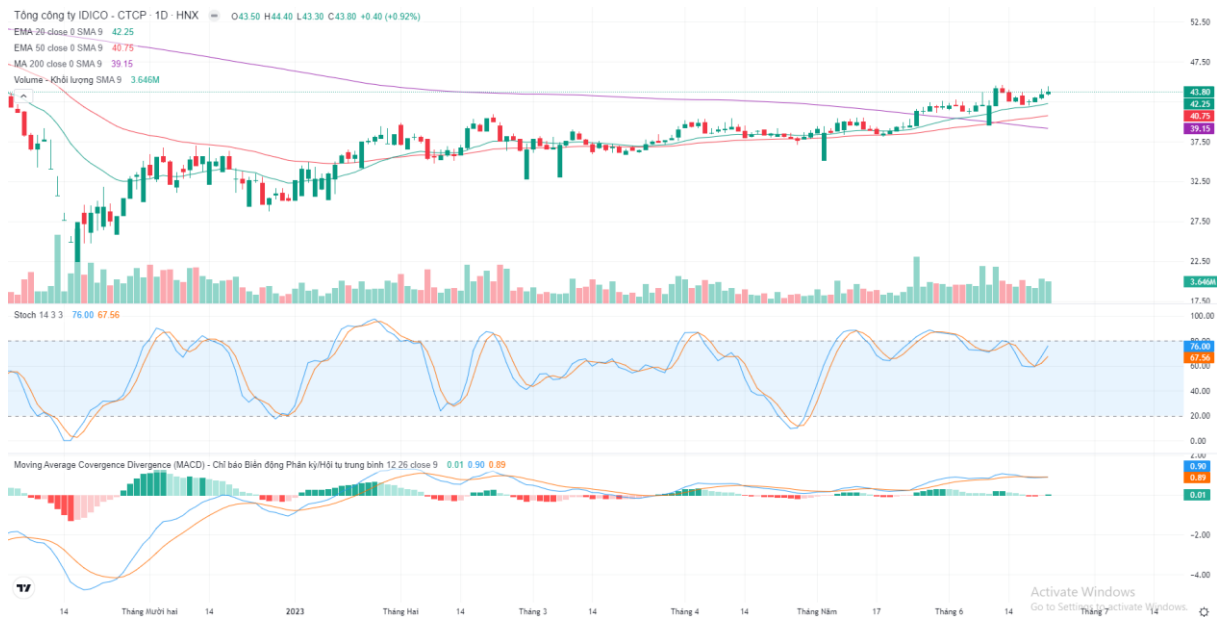 Tổng công ty IDICO - CTCP · 1D · HNX O43.50 H44.40 L43.30 C43.80 +0.40 (+0.92%)
EMA 20 close 0 SMA 9 42.25
EMA 50 close 0 SMA 9 40.75
MA 200 close 0 SMA 9 39.15
Volume - Khối lượng SMA 9 3.646M
52.50
47.50
43.80
42.25
40.75
39.15
37.50
32.50
27.50
22.50
3.646M
17.50
Stoch 14 3 3 76.00 67.56
100.00
80.00
76.00
67.56
60.00
40.00
20.00
0.00
Moving Average Covergence Divergence (MACD) - Chỉ báo Biến động Phân kỳ/Hội tụ trung bình 12 26 close 9 0.01 0.90 0.89
2.00
0.90
0.89
0.01
−2.00
−4.00
Activate Windows
Go to Settings to activate Windows.
14 Tháng Mười hai 14 2023 Tháng Hai 14 Tháng 3 14 Tháng 4 14 Tháng Năm 17 Tháng 6 14 Tháng 7 14